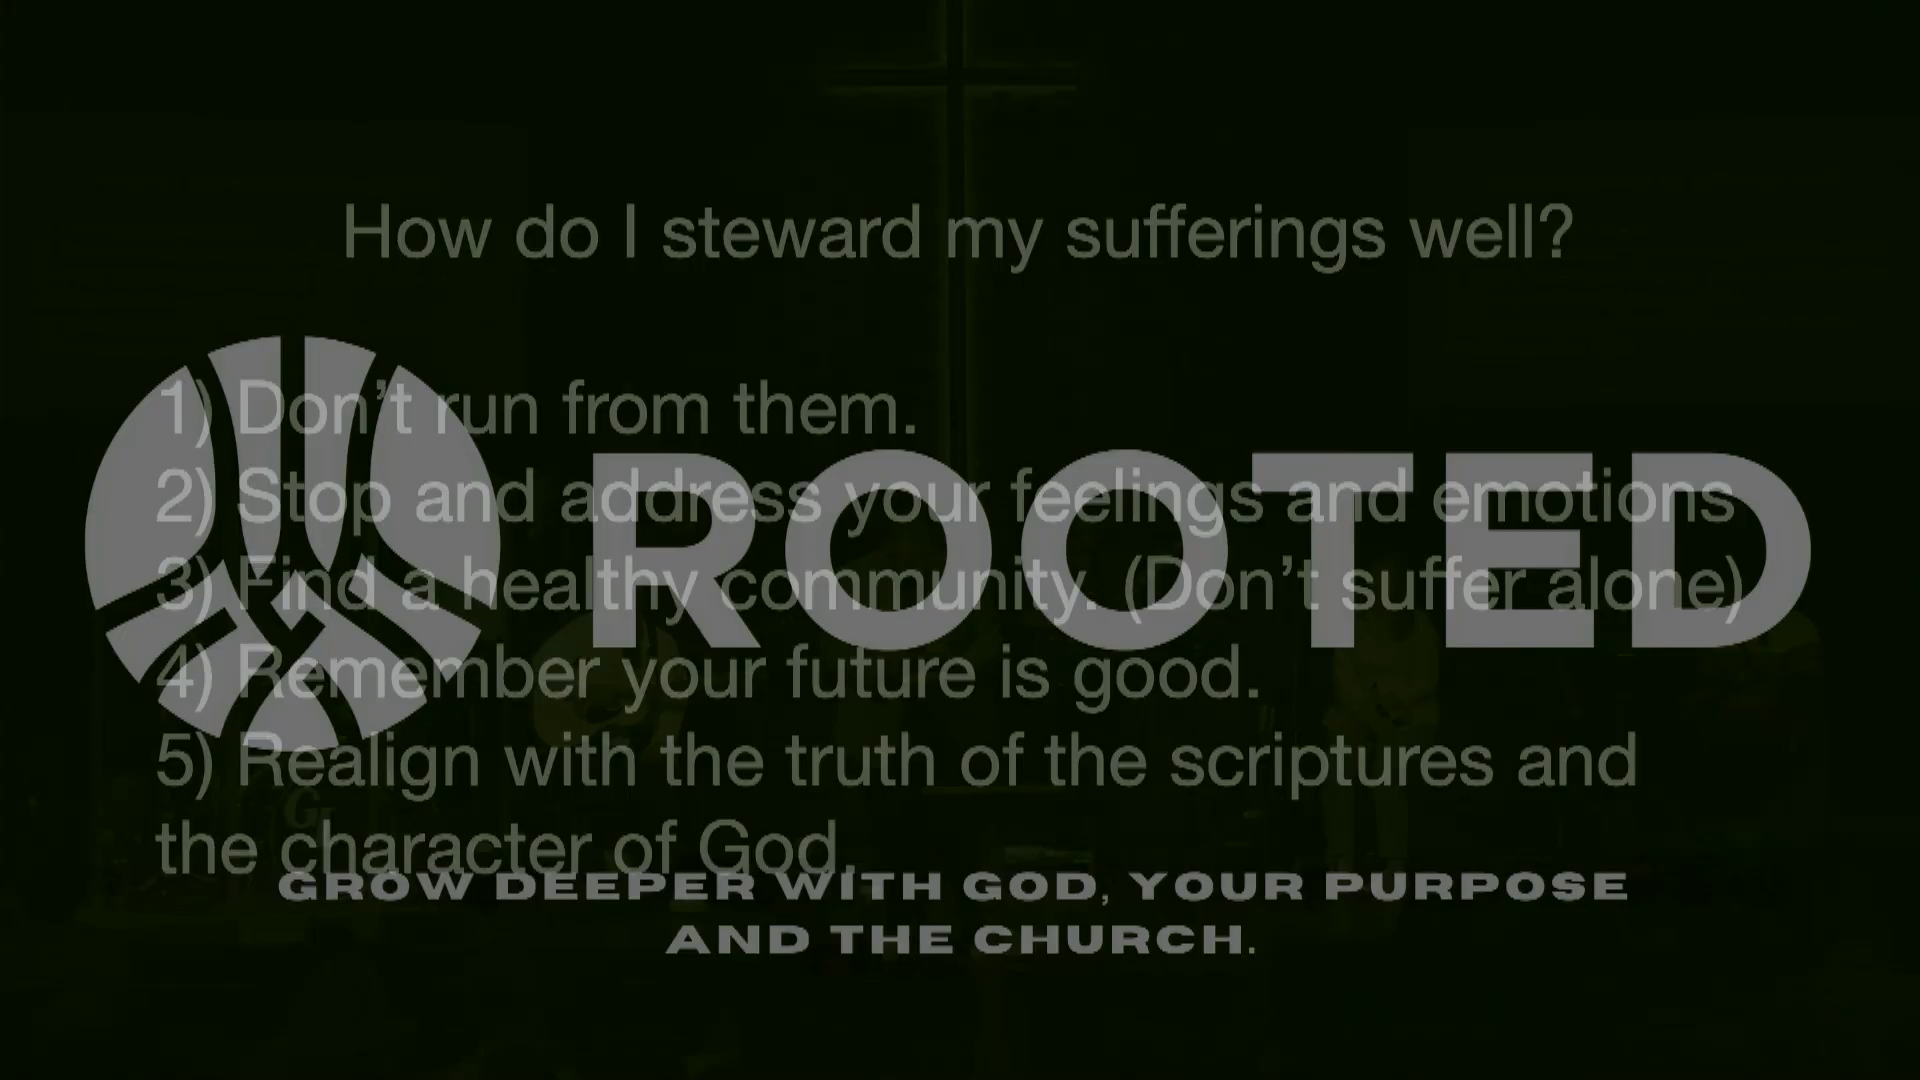 How do I steward my sufferings well?
1) Don’t run from them.
2) Stop and address your feelings and emotions
3) Find a healthy community. (Don’t suffer alone)
4) Remember your future is good.
5) Realign with the truth of the scriptures and
the character of God.
ROOTED
GROW DEEPER WITH GOD, YOUR PURPOSE
AND THE CHURCH.